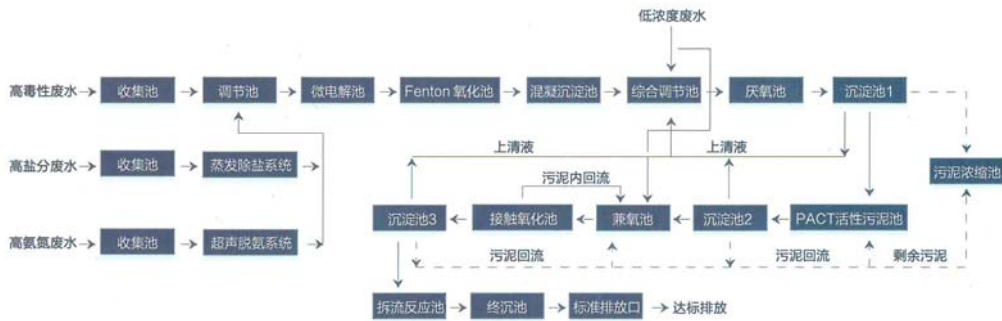 低浓度废水
高毒性废水 收集池 调节池 微电解池 Fenton氧化池 混凝沉淀池 综合调节池 厌氧池 沉淀池1
上清液 上清液
高盐分废水 收集池 蒸发除盐系统 污泥浓缩池
污泥内回流
沉淀池3 接触氧化池 兼氧池 沉淀池2 PACT活性污泥池
高氨氮废水 收集池 超声脱氨系统
污泥回流 污泥回流 剩余污泥
拆流反应池 终沉池 标准排放口 达标排放